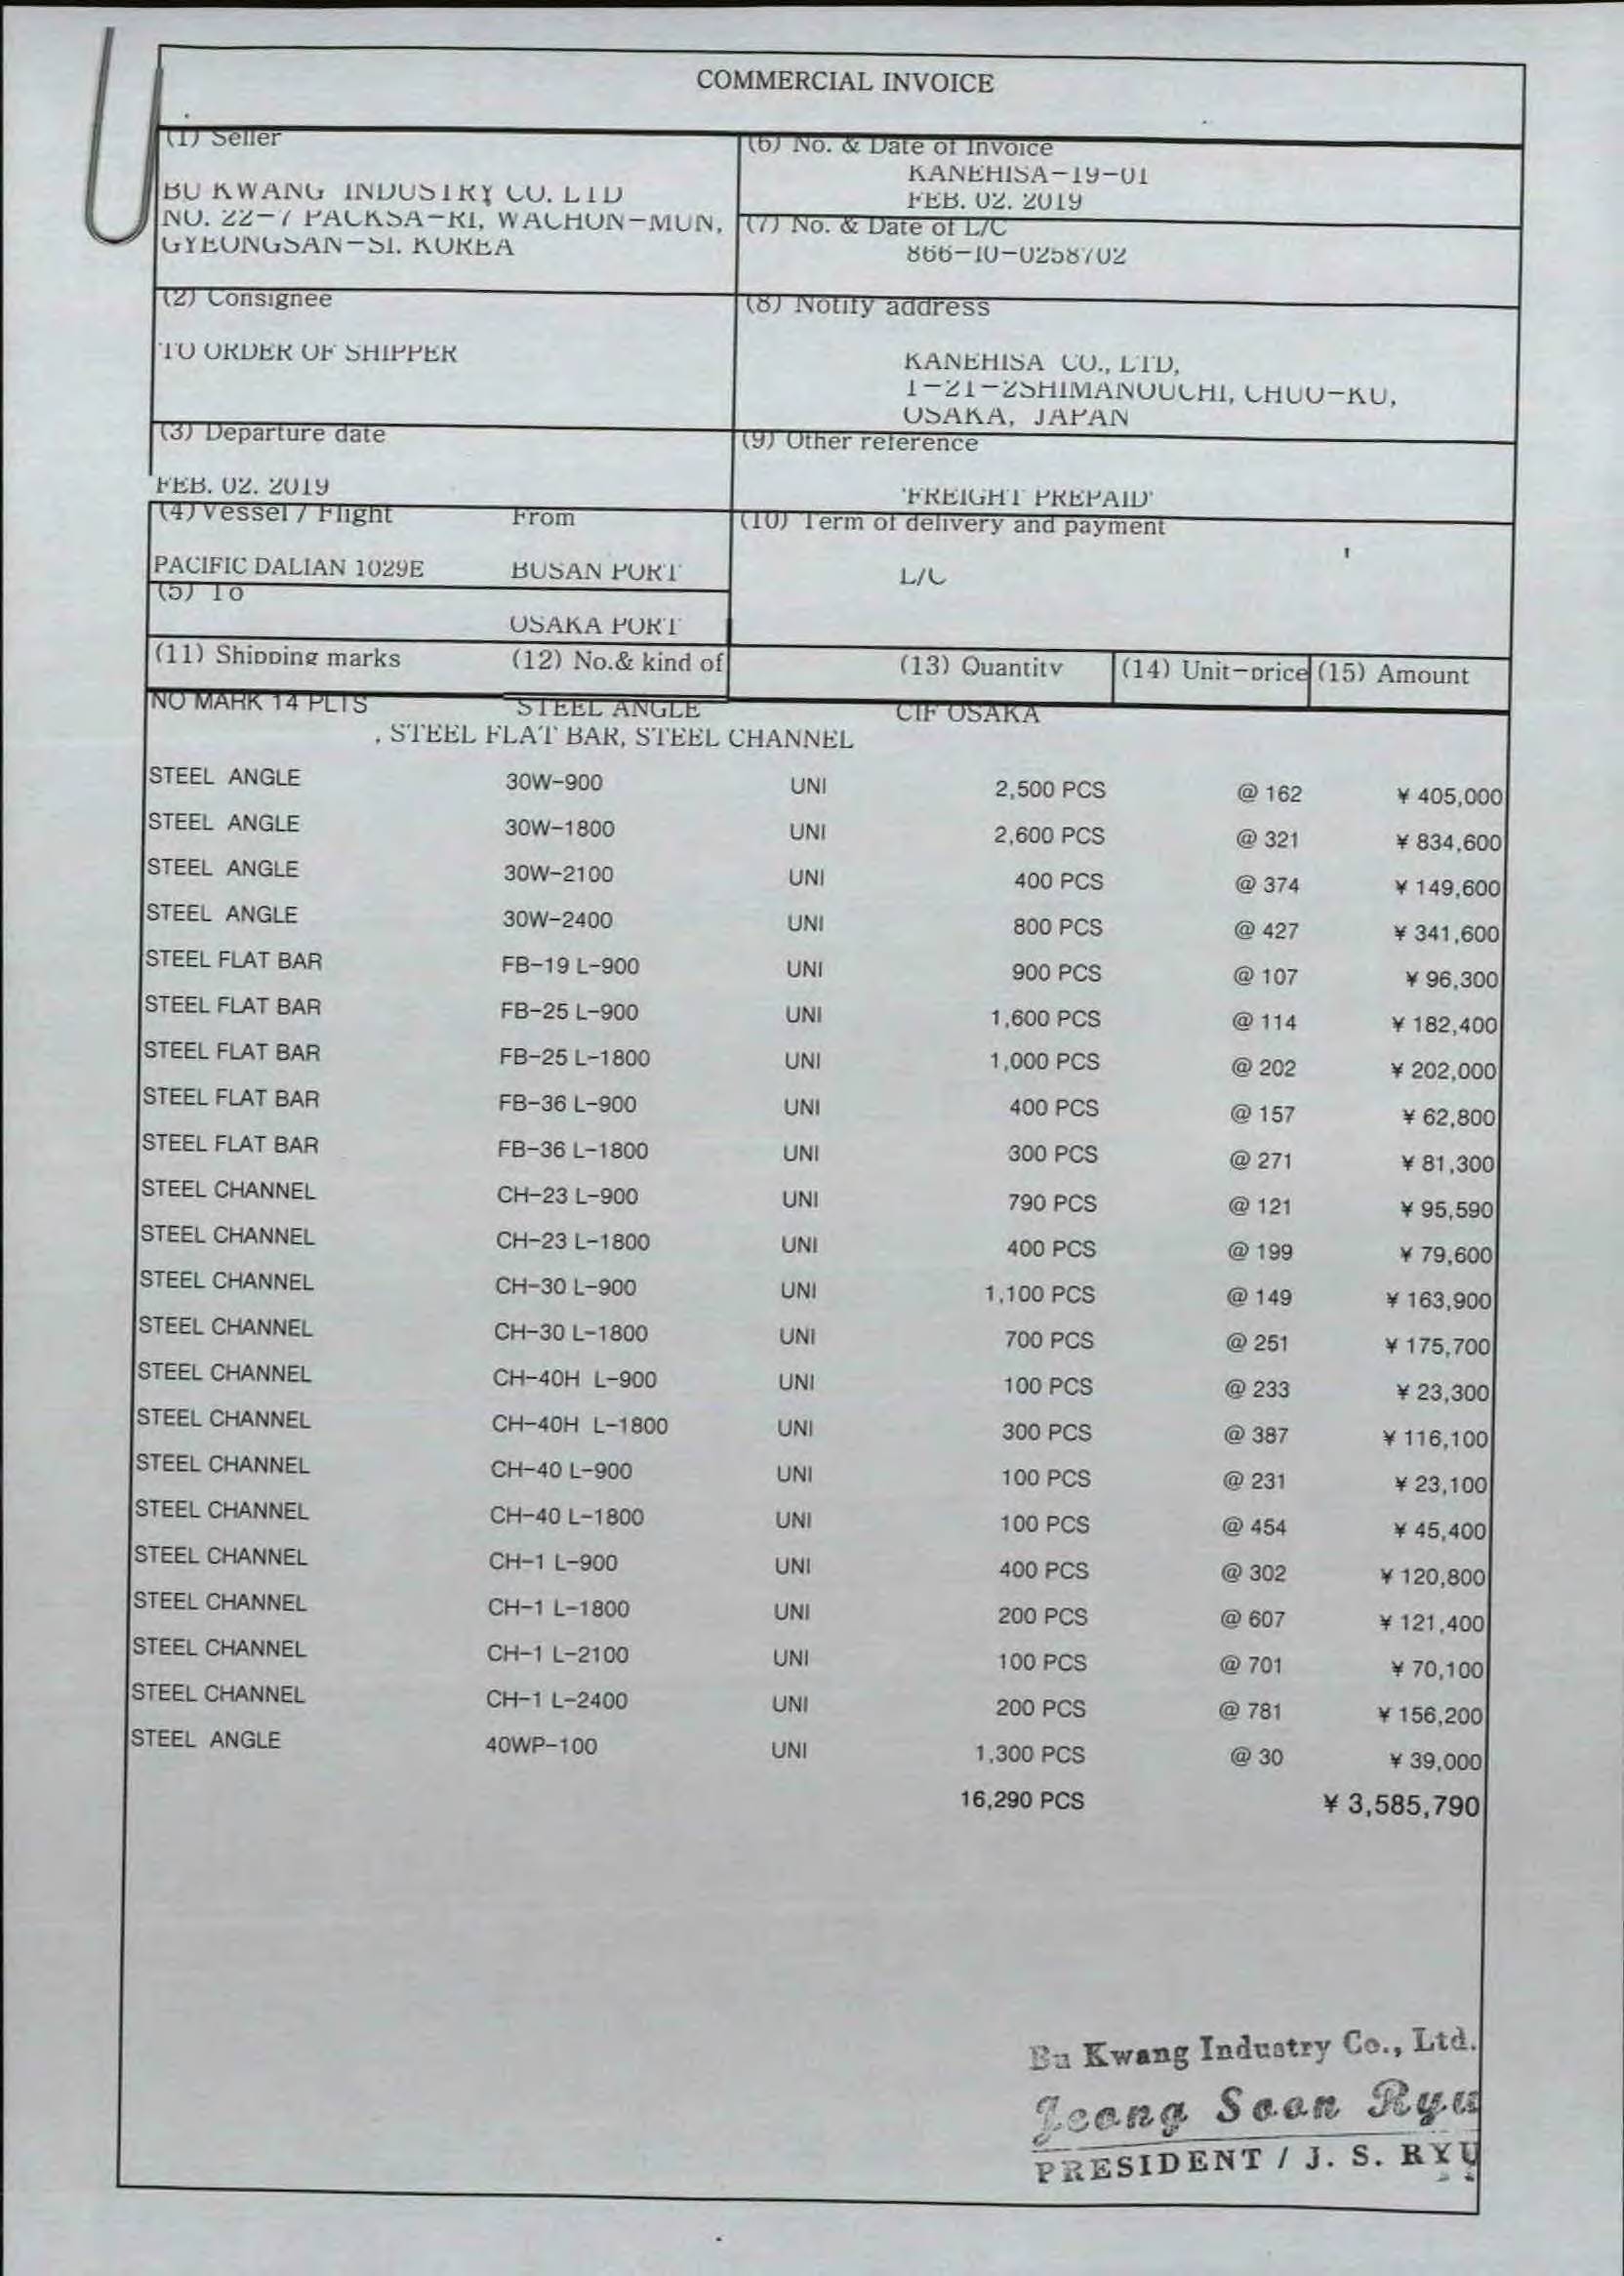 COMMERCIAL INVOICE
(1) Seller
BU KWANG INDUSTRY CO. LTD
NO. 22-7 PACKSA-RI, WACHON-MUN,
GYEONGSAN-SI. KOREA
(6) No. & Date of Invoice
KANEHISA-19-01
FEB. 02. 2019
(7) No. & Date of L/C
866-10-0258702
(2) Consignee
TO ORDER OF SHIPPER
(8) Notify address
KANEHISA CO., LTD,
1-21-2SHIMANOUCHI, CHUO-KU,
OSAKA, JAPAN
(3) Departure date
FEB. 02. 2019
(9) Other reference
'FREIGHT PREPAID'
(4) Vessel / Flight From
PACIFIC DALIAN 1029E BUSAN PORT
(10) Term of delivery and payment
L/C
(5) To
OSAKA PORT
(11) Shipping marks (12) No.& kind of (13) Quantity (14) Unit-price (15) Amount
NO MARK 14 PLTS STEEL ANGLE CIF OSAKA
, STEEL FLAT BAR, STEEL CHANNEL
STEEL ANGLE 30W-900 UNI 2,500 PCS @ 162 ¥ 405,000
STEEL ANGLE 30W-1800 UNI 2,600 PCS @ 321 ¥ 834,600
STEEL ANGLE 30W-2100 UNI 400 PCS @ 374 ¥ 149,600
STEEL ANGLE 30W-2400 UNI 800 PCS @ 427 ¥ 341,600
STEEL FLAT BAR FB-19 L-900 UNI 900 PCS @ 107 ¥ 96,300
STEEL FLAT BAR FB-25 L-900 UNI 1,600 PCS @ 114 ¥ 182,400
STEEL FLAT BAR FB-25 L-1800 UNI 1,000 PCS @ 202 ¥ 202,000
STEEL FLAT BAR FB-36 L-900 UNI 400 PCS @ 157 ¥ 62,800
STEEL FLAT BAR FB-36 L-1800 UNI 300 PCS @ 271 ¥ 81,300
STEEL CHANNEL CH-23 L-900 UNI 790 PCS @ 121 ¥ 95,590
STEEL CHANNEL CH-23 L-1800 UNI 400 PCS @ 199 ¥ 79,600
STEEL CHANNEL CH-30 L-900 UNI 1,100 PCS @ 149 ¥ 163,900
STEEL CHANNEL CH-30 L-1800 UNI 700 PCS @ 251 ¥ 175,700
STEEL CHANNEL CH-40H L-900 UNI 100 PCS @ 233 ¥ 23,300
STEEL CHANNEL CH-40H L-1800 UNI 300 PCS @ 387 ¥ 116,100
STEEL CHANNEL CH-40 L-900 UNI 100 PCS @ 231 ¥ 23,100
STEEL CHANNEL CH-40 L-1800 UNI 100 PCS @ 454 ¥ 45,400
STEEL CHANNEL CH-1 L-900 UNI 400 PCS @ 302 ¥ 120,800
STEEL CHANNEL CH-1 L-1800 UNI 200 PCS @ 607 ¥ 121,400
STEEL CHANNEL CH-1 L-2100 UNI 100 PCS @ 701 ¥ 70,100
STEEL CHANNEL CH-1 L-2400 UNI 200 PCS @ 781 ¥ 156,200
STEEL ANGLE 40WP-100 UNI 1,300 PCS @ 30 ¥ 39,000
16,290 PCS ¥ 3,585,790
Bu Kwang Industry Co., Ltd.
Jeong Soon Ryu
PRESIDENT / J. S. RYU